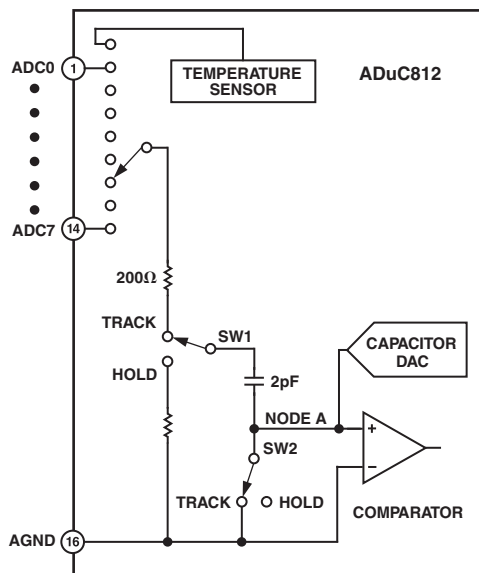 ADuC812
TEMPERATURE
SENSOR
ADC0
1
ADC7
14
200Ω
TRACK
SW1
HOLD
2pF
CAPACITOR
DAC
NODE A
+
–
SW2
TRACK
HOLD
COMPARATOR
AGND
16